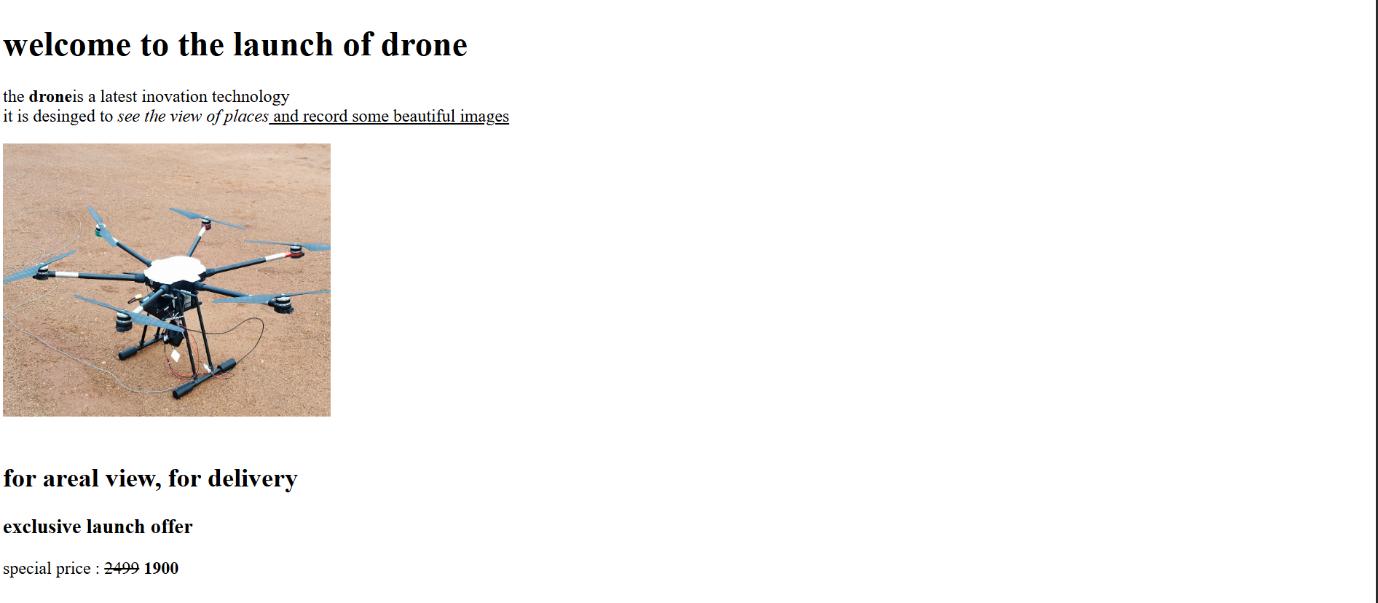 welcome to the launch of drone
the droneis a latest inovation technology
it is desinged to see the view of places and record some beautiful images
for areal view, for delivery
exclusive launch offer
special price : 2499 1900